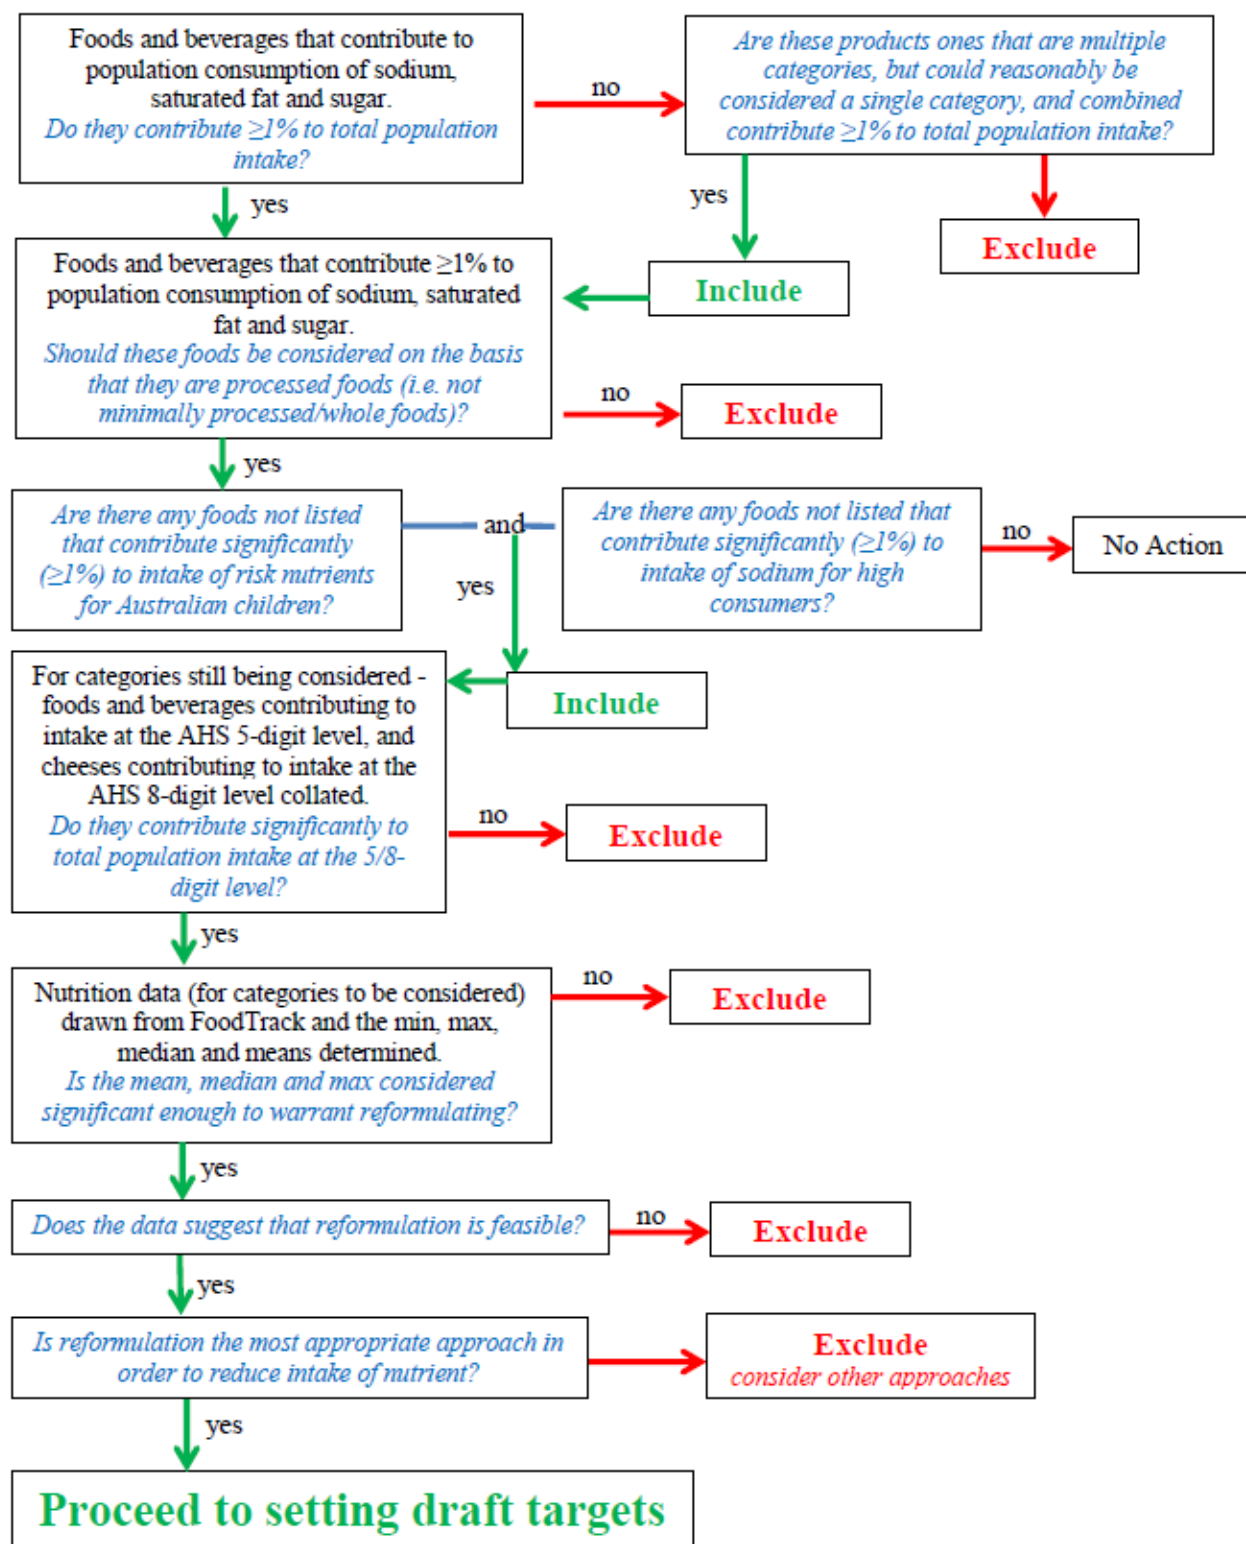 Foods and beverages that contribute to
population consumption of sodium,
saturated fat and sugar.
Do they contribute ≥1% to total population
intake?
no
Are these products ones that are multiple
categories, but could reasonably be
considered a single category, and combined
contribute ≥1% to total population intake?
yes
yes
Exclude
Include
Foods and beverages that contribute ≥1% to
population consumption of sodium, saturated
fat and sugar.
Should these foods be considered on the basis
that they are processed foods (i.e. not
minimally processed/whole foods)?
no
Exclude
yes
Are there any foods not listed
that contribute significantly
(≥1%) to intake of risk nutrients
for Australian children?
and
yes
Are there any foods not listed that
contribute significantly (≥1%) to
intake of sodium for high
consumers?
no
No Action
Include
For categories still being considered -
foods and beverages contributing to
intake at the AHS 5-digit level, and
cheeses contributing to intake at the
AHS 8-digit level collated.
Do they contribute significantly to
total population intake at the 5/8-
digit level?
no
Exclude
yes
Nutrition data (for categories to be considered)
drawn from FoodTrack and the min, max,
median and means determined.
Is the mean, median and max considered
significant enough to warrant reformulating?
no
Exclude
yes
Does the data suggest that reformulation is feasible?
no
Exclude
yes
Is reformulation the most appropriate approach in
order to reduce intake of nutrient?
Exclude
consider other approaches
yes
Proceed to setting draft targets